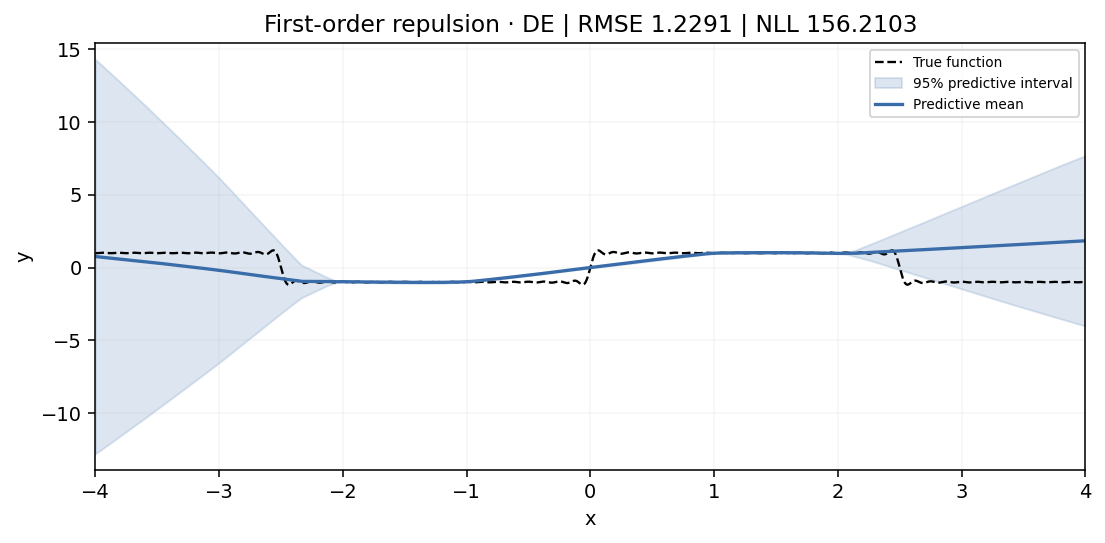 First-order repulsion · DE | RMSE 1.2291 | NLL 156.2103
True function
95% predictive interval
Predictive mean
15
10
5
0
−5
−10
y
−4
−3
−2
−1
0
1
2
3
4
x